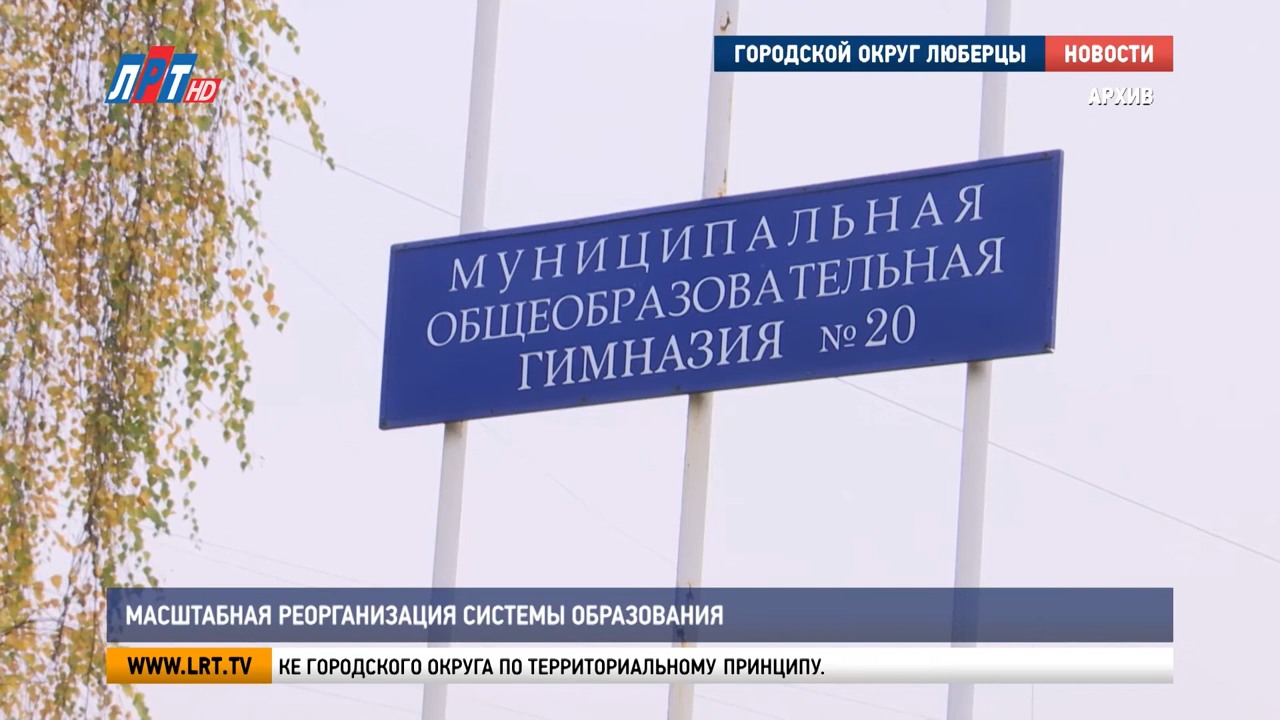 ЛРТ HD
ГОРОДСКОЙ ОКРУГ ЛЮБЕРЦЫ НОВОСТИ
АРХИВ
МУНИЦИПАЛЬНАЯ
ОБЩЕОБРАЗОВАТЕЛЬНАЯ
ГИМНАЗИЯ №20
МАСШТАБНАЯ РЕОРГАНИЗАЦИЯ СИСТЕМЫ ОБРАЗОВАНИЯ
WWW.LRT.TV КЕ ГОРОДСКОГО ОКРУГА ПО ТЕРРИТОРИАЛЬНОМУ ПРИНЦИПУ.